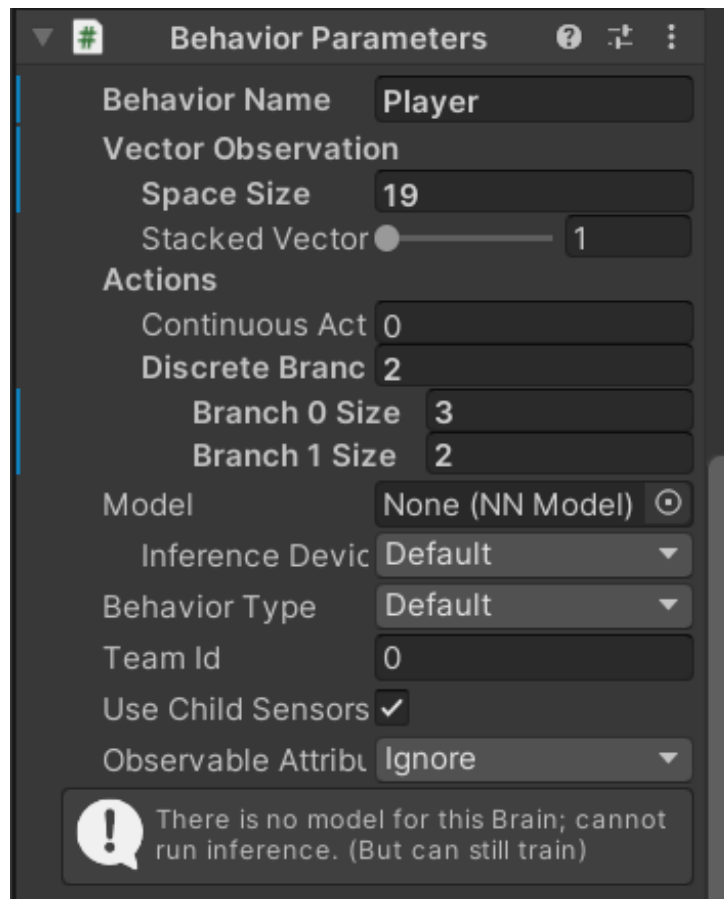 # Behavior Parameters
Behavior Name Player
Vector Observation
Space Size 19
Stacked Vector 1
Actions
Continuous Act 0
Discrete Branc 2
Branch 0 Size 3
Branch 1 Size 2
Model None (NN Model)
Inference Devic Default
Behavior Type Default
Team Id 0
Use Child Sensors
Observable Attribu Ignore
There is no model for this Brain; cannot
run inference. (But can still train)